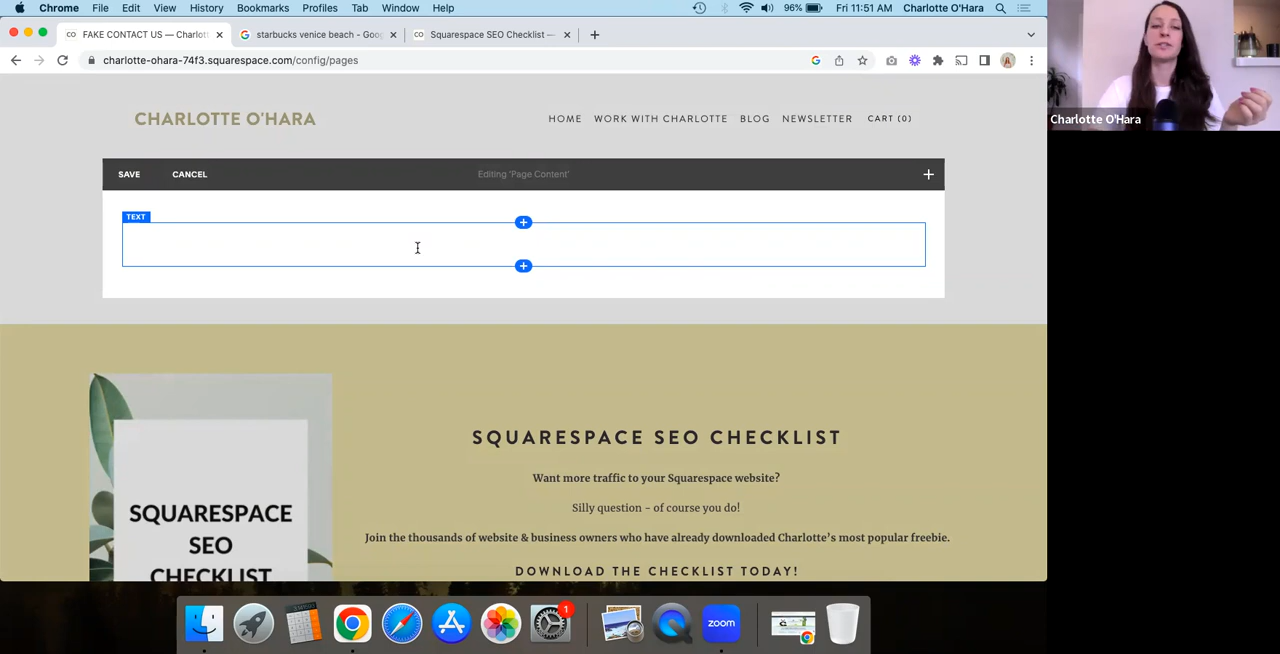 Chrome File Edit View History Bookmarks Profiles Tab Window Help 96% Fri 11:51 AM Charlotte O'Hara
FAKE CONTACT US — Charlott
squarespace venice beach - Goo
Squarespace SEO Checklist —
charlotte-ohara-74f3.squarespace.com/config/pages
Charlotte O'Hara
CHARLOTTE O'HARA
HOME WORK WITH CHARLOTTE BLOG NEWSLETTER CART (0)
SAVE CANCEL Editing 'Page Content'
TEXT
SQUARESPACE SEO CHECKLIST
Want more traffic to your Squarespace website?
Silly question - of course you do!
Join the thousands of website & business owners who have already downloaded Charlotte's most popular freebie.
DOWNLOAD THE CHECKLIST TODAY!
SQUARESPACE
SEO
CHECKLIST
1
zoom